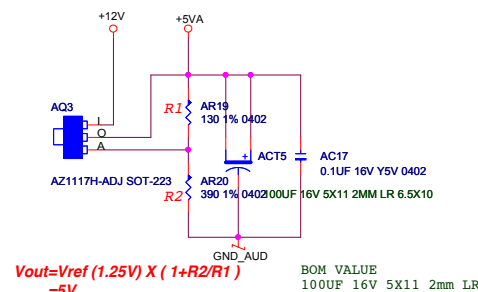 +12V
+5VA
AQ3
I
O
A
AZ1117H-ADJ SOT-223
R1
AR19
130 1% 0402
R2
AR20
390 1% 0402
ACT5
+
100UF 16V 5X11 2MM LR 6.5X10
AC17
0.1UF 16V Y5V 0402
GND_AUD
Vout=Vref (1.25V) X ( 1+R2/R1 )
=5V
BOM VALUE
100UF 16V 5X11 2mm LR